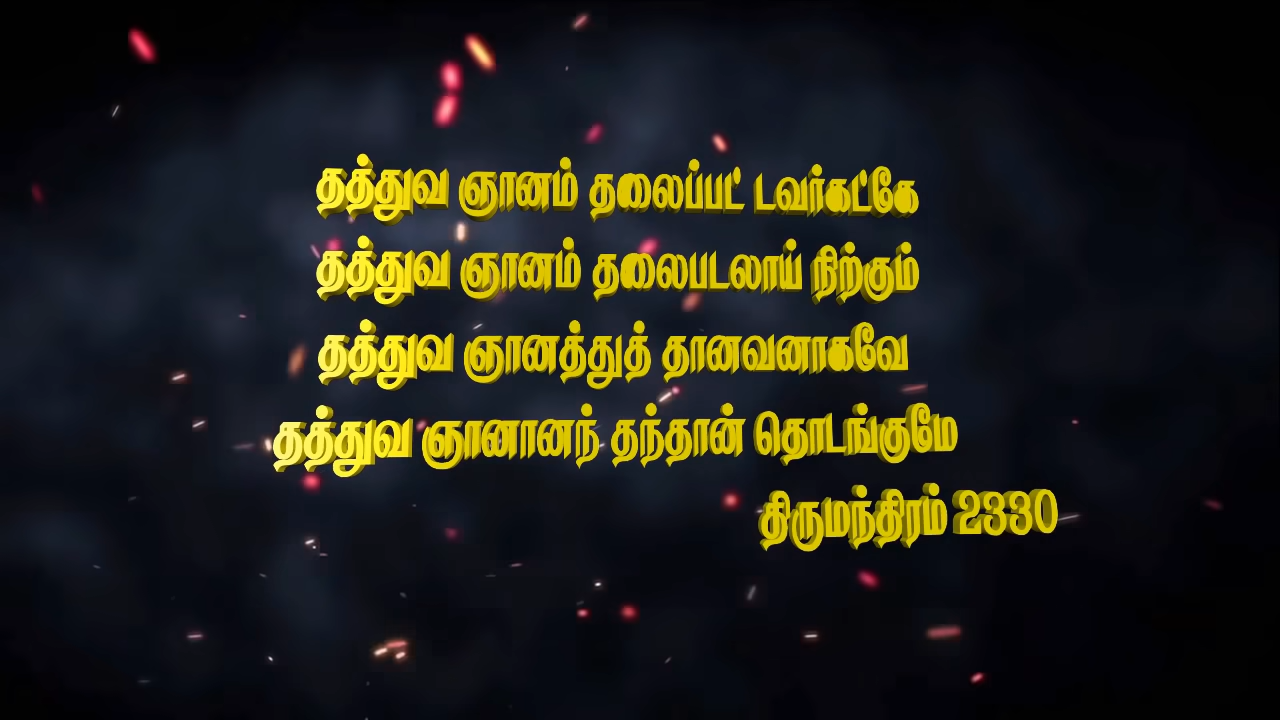 தத்துவ ஞானம் தலைப்பட் டவர்கட்கே
தத்துவ ஞானம் தலைபடலாய் நிற்கும்
தத்துவ ஞானத்துத் தானவனாகவே
தத்துவ ஞானானந் தந்தான் தொடங்குமே
திருமந்திரம் 2330